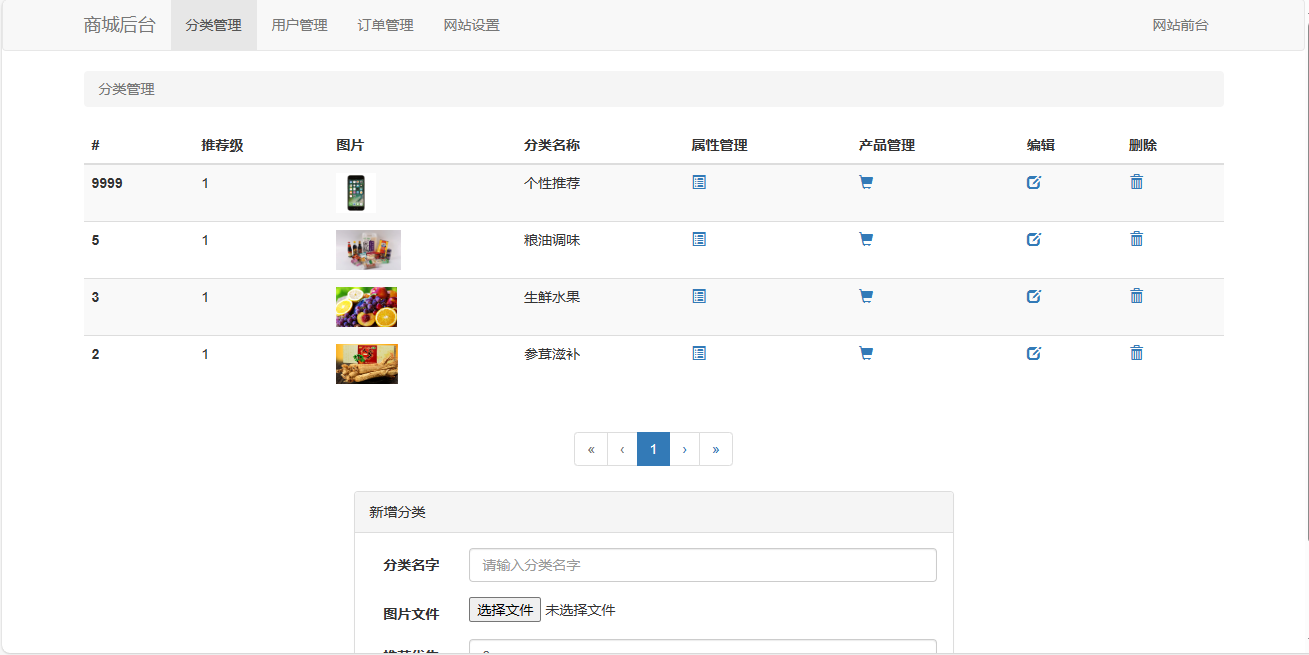 商城后台 分类管理 用户管理 订单管理 网站设置 网站前台
分类管理
# 推荐级 图片 分类名称 属性管理 产品管理 编辑 删除
9999 1 个性推荐
5 1 粮油调味
3 1 生鲜水果
2 1 参茸滋补
« ‹ 1 › »
新增分类
分类名字 请输入分类名字
图片文件 选择文件 未选择文件